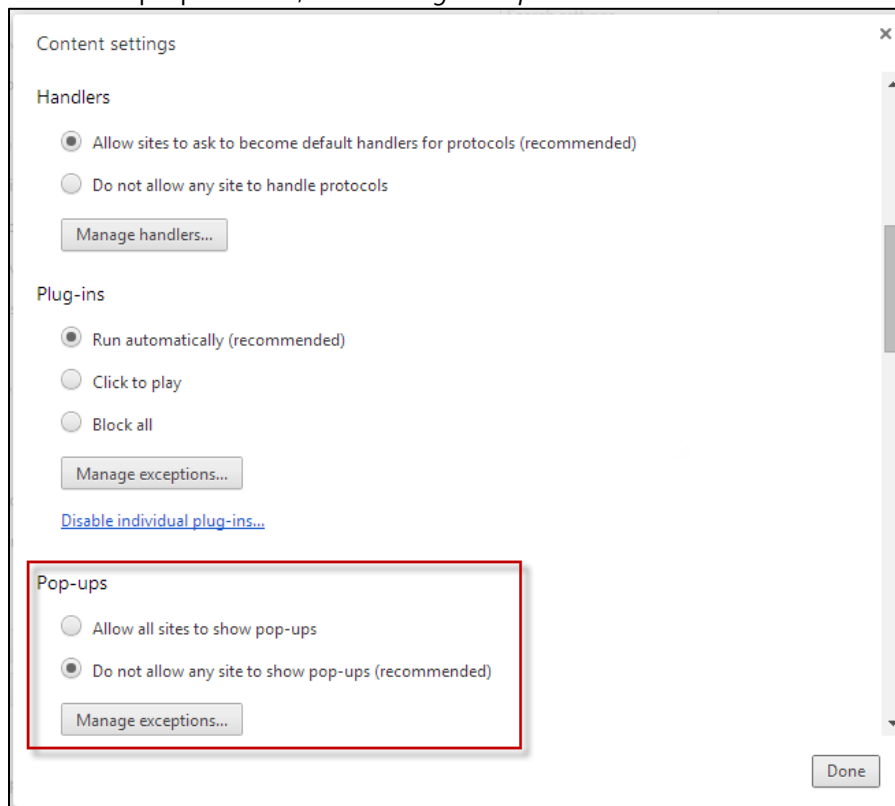 Content settings
Handlers
Allow sites to ask to become default handlers for protocols (recommended)
Do not allow any site to handle protocols
Manage handlers...
Plug-ins
Run automatically (recommended)
Click to play
Block all
Manage exceptions...
Disable individual plug-ins...
Pop-ups
Allow all sites to show pop-ups
Do not allow any site to show pop-ups (recommended)
Manage exceptions...
Done